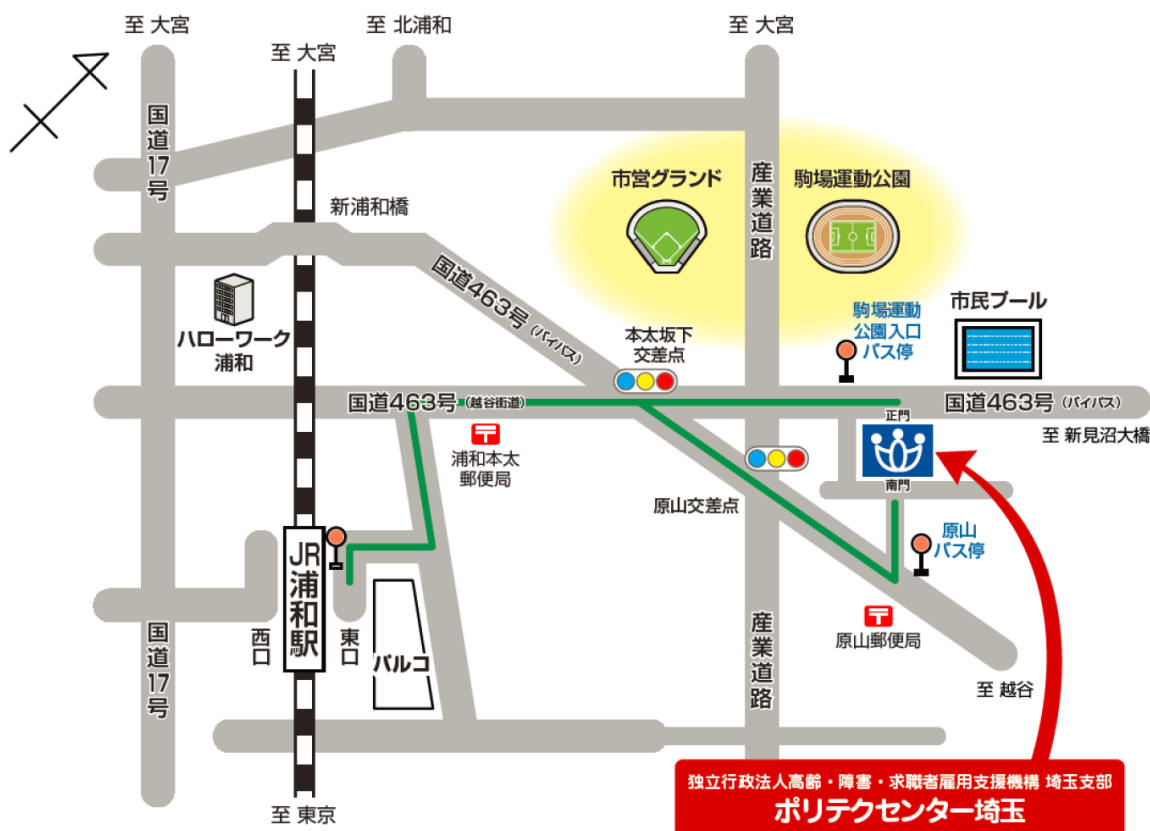 至 大宮
至 北浦和
至 大宮
至 大宮
国道17号
新浦和橋
市営グランド
産業道路
駒場運動公園
国道463号(バイパス)
ハローワーク
浦和
本太坂下
交差点
駒場運動
公園入口
バス停
市民プール
国道463号(越谷街道)
国道463号(バイパス)
正門
至 新見沼大橋
浦和本太
郵便局
南門
原山交差点
原山
バス停
JR浦和駅
西口
東口
パルコ
国道17号
産業道路
原山郵便局
至 越谷
至 東京
独立行政法人高齢・障害・求職者雇用支援機構 埼玉支部
ポリテクセンター埼玉